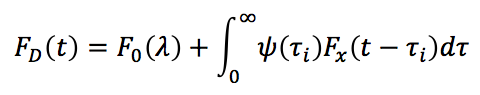 F_D(t) = F_0(λ) + ∫_0^∞ ψ(τ_i)F_x(t − τ_i)dτ